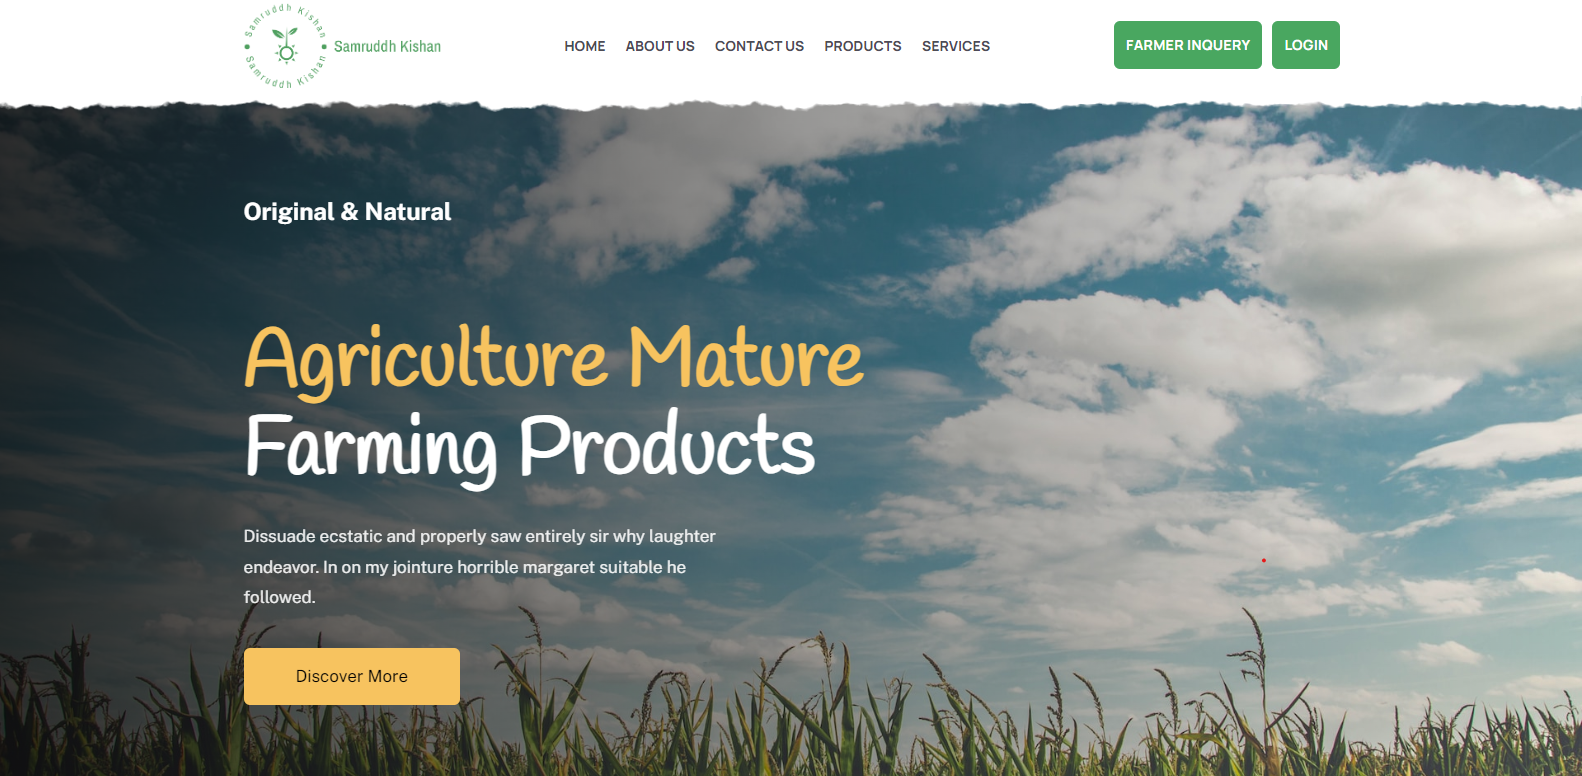 Samruddh Kishan
Samruddh Kishan
Samruddh Kishan
HOME ABOUT US CONTACT US PRODUCTS SERVICES
FARMER INQUERY LOGIN
Original & Natural
Agriculture Mature
Farming Products
Dissuade ecstatic and properly saw entirely sir why laughter
endeavor. In on my jointure horrible margaret suitable he
followed.
Discover More